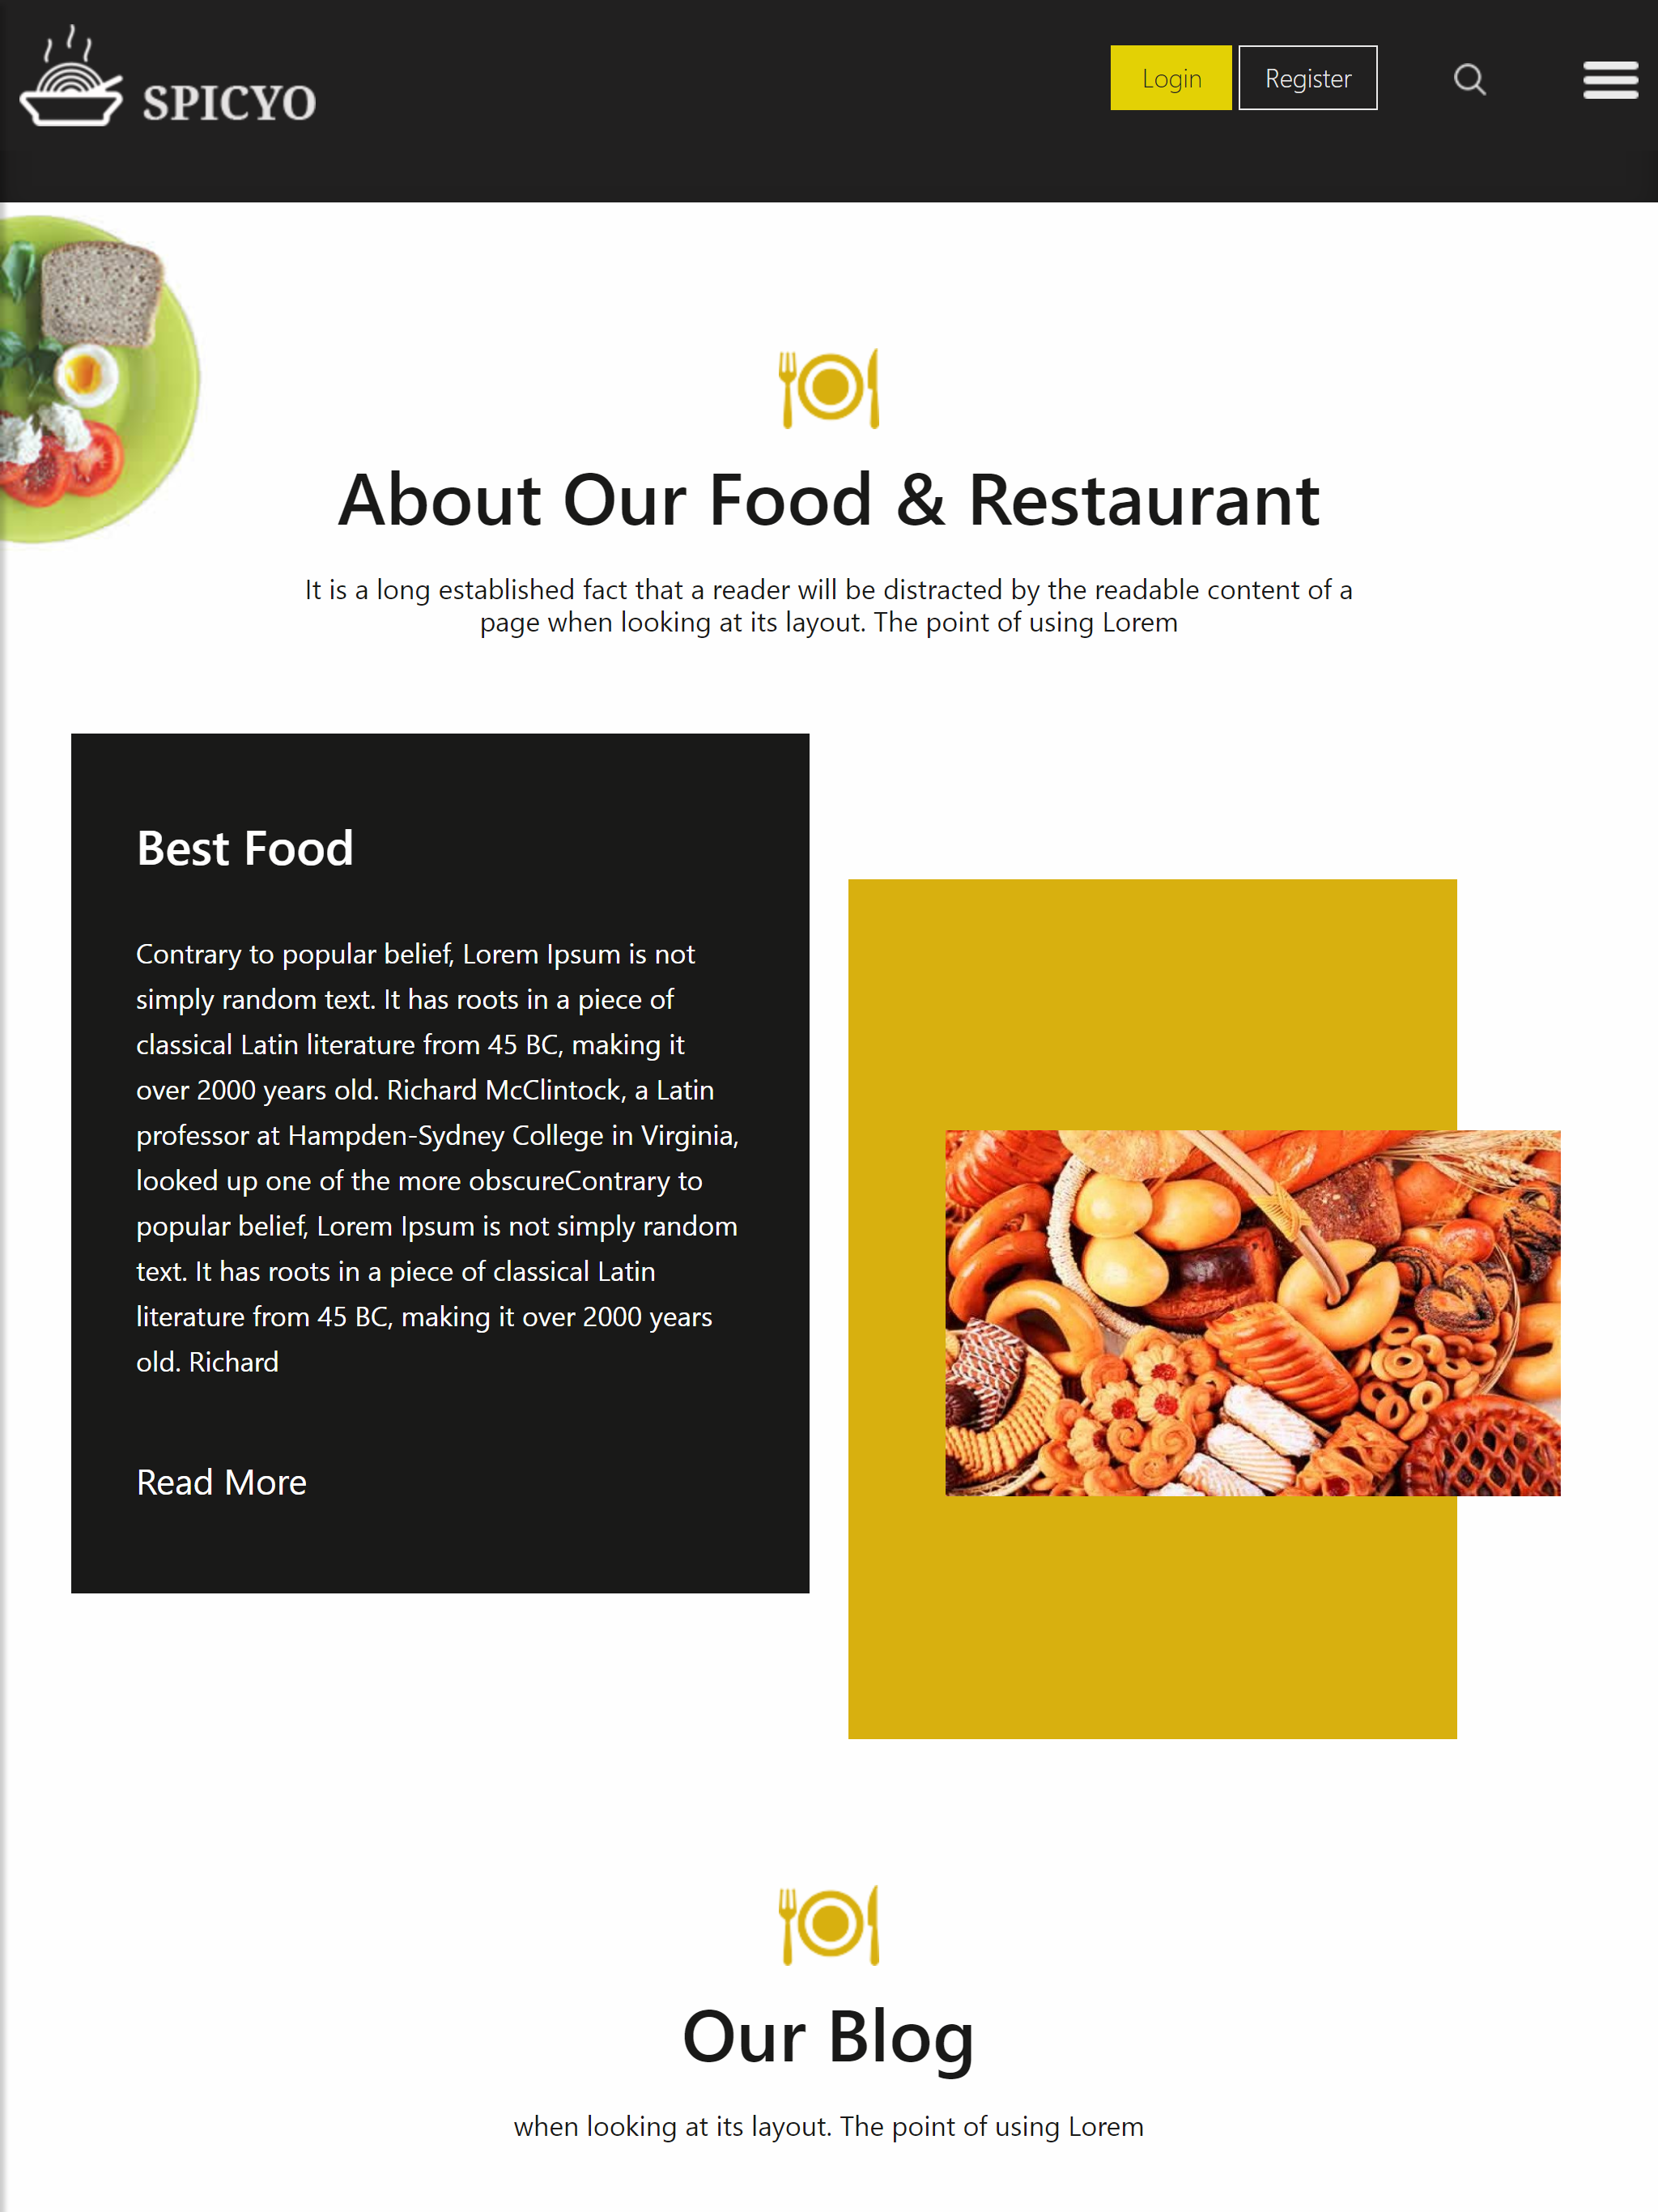 SPICYO
Login
Register
About Our Food & Restaurant
It is a long established fact that a reader will be distracted by the readable content of a
page when looking at its layout. The point of using Lorem
Best Food
Contrary to popular belief, Lorem Ipsum is not
simply random text. It has roots in a piece of
classical Latin literature from 45 BC, making it
over 2000 years old. Richard McClintock, a Latin
professor at Hampden-Sydney College in Virginia,
looked up one of the more obscureContrary to
popular belief, Lorem Ipsum is not simply random
text. It has roots in a piece of classical Latin
literature from 45 BC, making it over 2000 years
old. Richard
Read More
Our Blog
when looking at its layout. The point of using Lorem